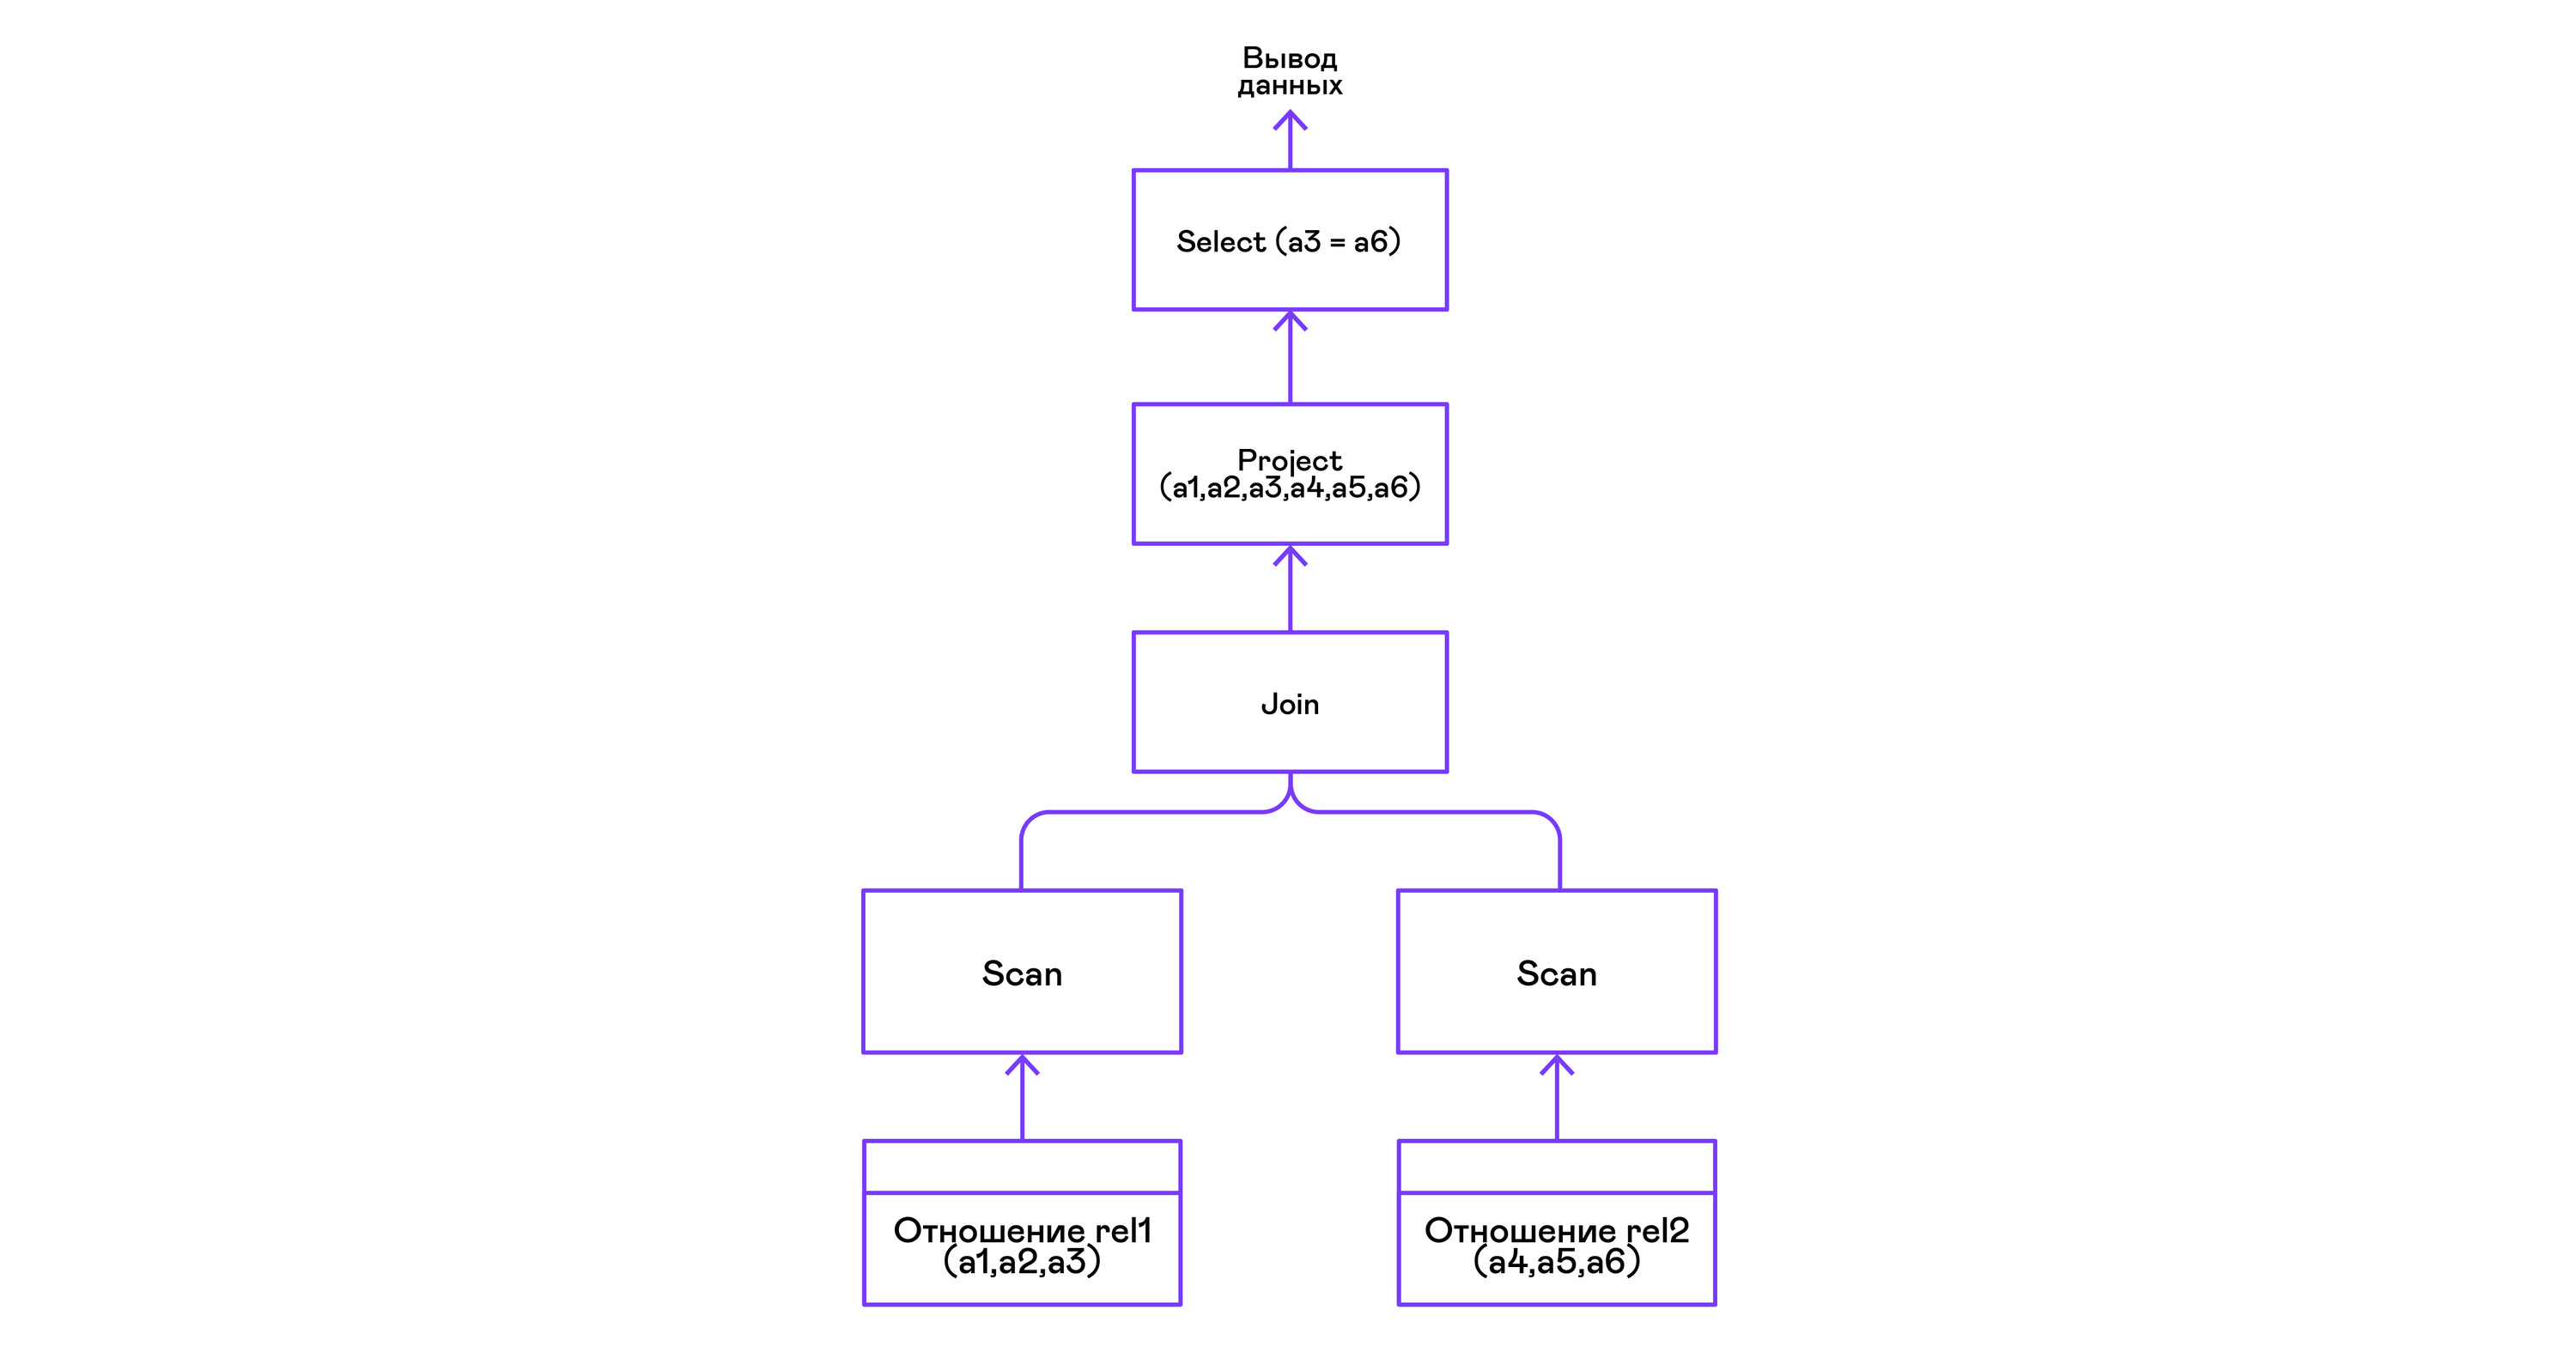 Вывод
данных
Select (a3 = a6)
Project
(a1,a2,a3,a4,a5,a6)
Join
Scan
Scan
Отношение rel1
(a1,a2,a3)
Отношение rel2
(a4,a5,a6)